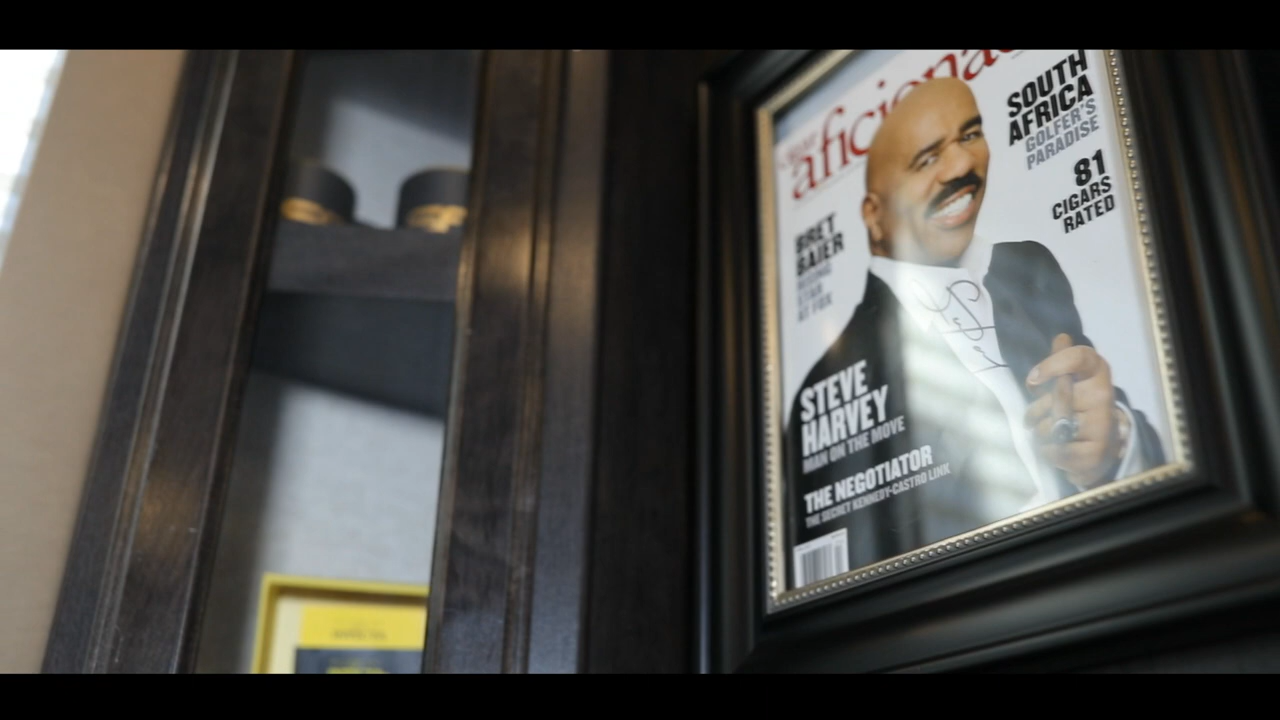 aficiona
SOUTH
AFRICA
GOLFER'S
PARADISE
81
CIGARS
RATED
BRET
BAIER
RISING
STAR
AT FOX
STEVE
HARVEY
MAN ON THE MOVE
THE NEGOTIATOR
THE SECRET KENNEDY-CASTRO LINK